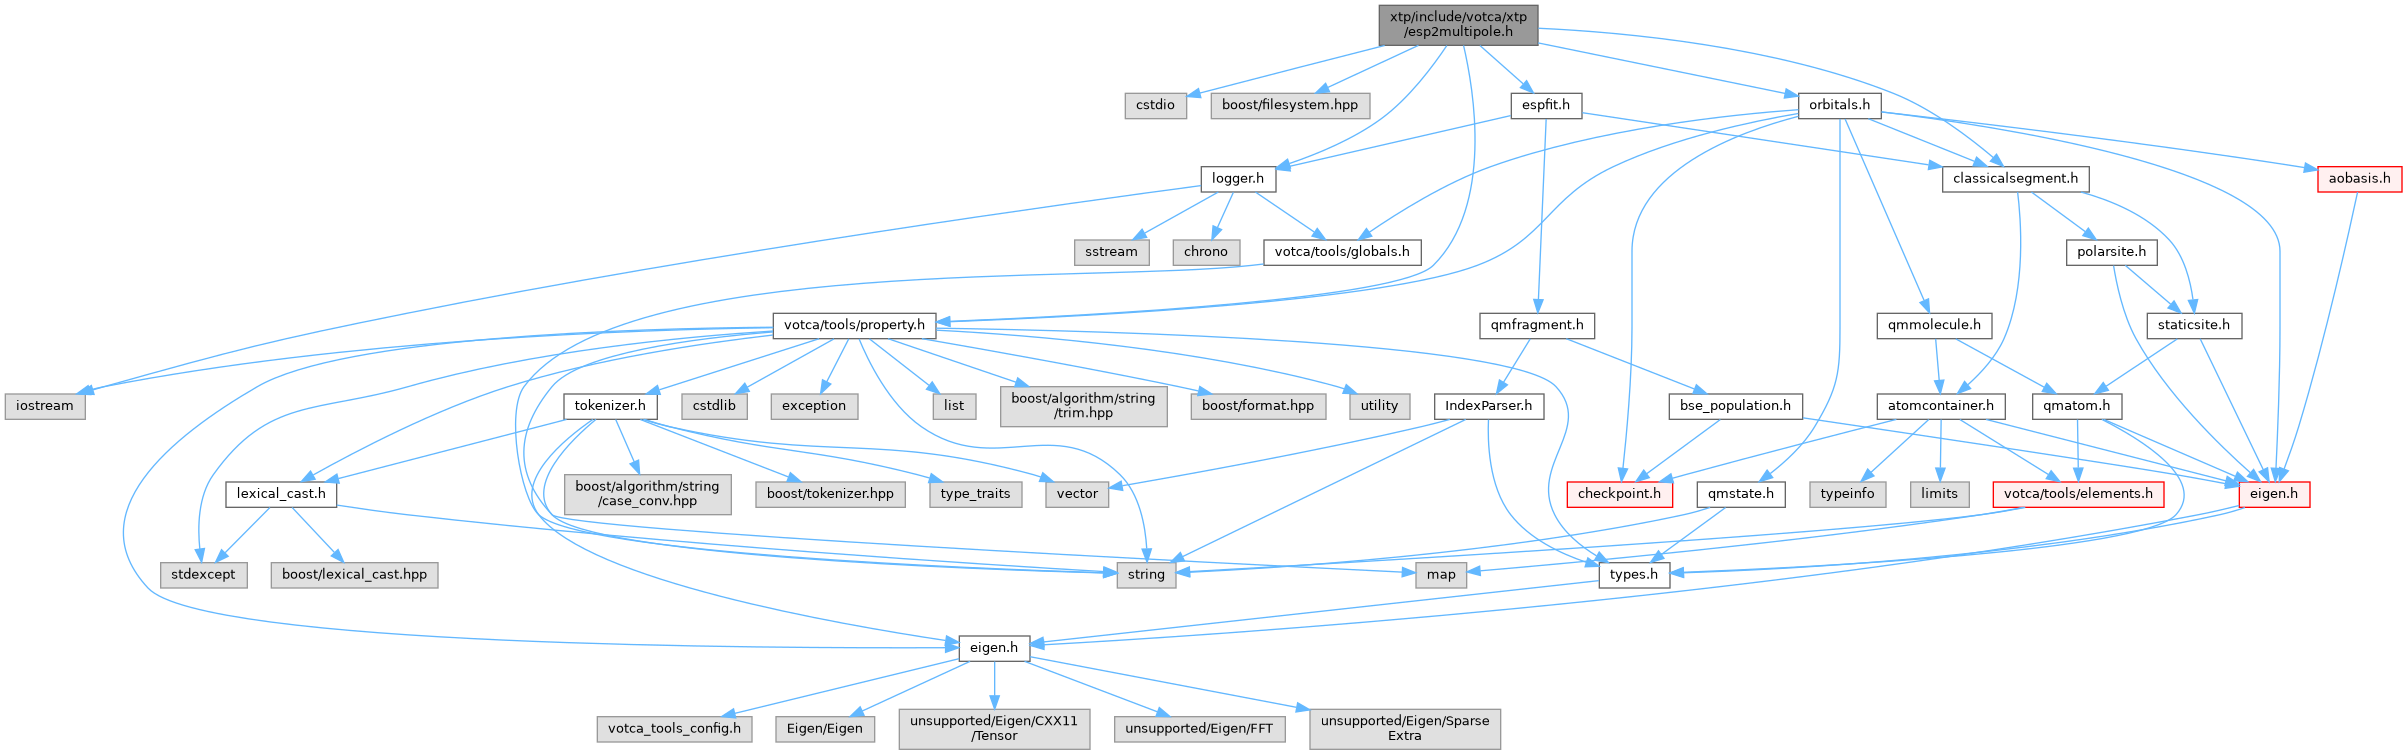 xtp/include/votca/xtp
/esp2multipole.h
cstdio
boost/filesystem.hpp
espfit.h
orbitals.h
logger.h
classicalsegment.h
aobasis.h
sstream
chrono
votca/tools/globals.h
polarsite.h
votca/tools/property.h
qmfragment.h
qmmolecule.h
staticsite.h
iostream
tokenizer.h
cstdlib
exception
list
boost/algorithm/string
/trim.hpp
boost/format.hpp
utility
IndexParser.h
bse_population.h
atomcontainer.h
qmatom.h
lexical_cast.h
boost/algorithm/string
/case_conv.hpp
boost/tokenizer.hpp
type_traits
vector
checkpoint.h
qmstate.h
typeinfo
limits
votca/tools/elements.h
eigen.h
stdexcept
boost/lexical_cast.hpp
string
map
types.h
eigen.h
votca_tools_config.h
Eigen/Eigen
unsupported/Eigen/CXX11
/Tensor
unsupported/Eigen/FFT
unsupported/Eigen/Sparse
Extra